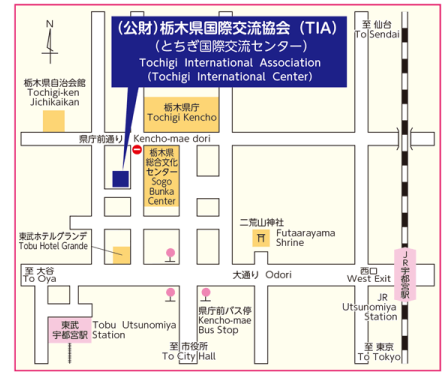 (公財)栃木県国際交流協会(TIA)
(とちぎ国際交流センター)
Tochigi International Association
(Tochigi International Center)
N
至 仙台
To Sendai
栃木県自治会館
Tochigi-ken
Jichikaikan
栃木県庁
Tochigi Kencho
県庁前通り Kencho-mae dori
栃木県
総合文化
センター
Sogo
Bunka
Center
二荒山神社
Futaarayama
Shrine
東武ホテルグランデ
Tobu Hotel Grande
至 大谷
To Oya
大通り Odori
西口
West Exit
JR宇都宮駅
JR
Utsunomiya
Station
県庁前バス停
Kencho-mae
Bus Stop
東武
宇都宮駅
Tobu Utsunomiya
Station
至 市役所
To City Hall
至 東京
To Tokyo